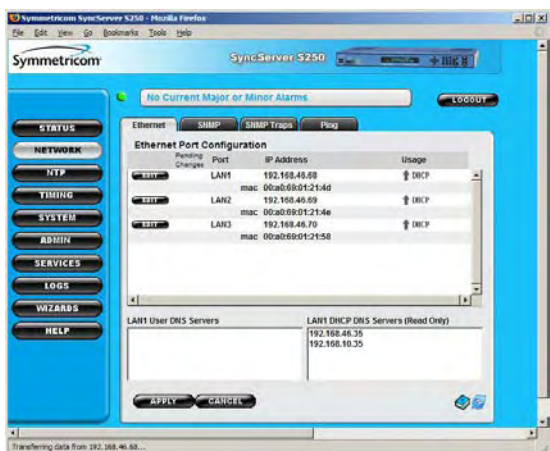 Symmetricom SyncServer S250 - Mozilla Firefox
File Edit View Go Bookmarks Tools Help
Symmetricom
SyncServer S250
No Current Major or Minor Alarms
LOGOUT
STATUS
NETWORK
NTP
TIMING
SYSTEM
ADMIN
SERVICES
LOGS
WIZARDS
HELP
Ethernet SNMP SNMP Traps Ping
Ethernet Port Configuration
Pending Changes Port IP Address Usage
EDIT LAN1 192.168.46.68 DHCP
mac 00:a0:69:01:21:4d
EDIT LAN2 192.168.46.69 DHCP
mac 00:a0:69:01:21:4e
EDIT LAN3 192.168.46.70 DHCP
mac 00:a0:69:01:21:58
LAN1 User DNS Servers
LAN1 DHCP DNS Servers (Read Only)
192.168.46.35
192.168.10.35
APPLY CANCEL
Transferring data from 192.168.46.68...